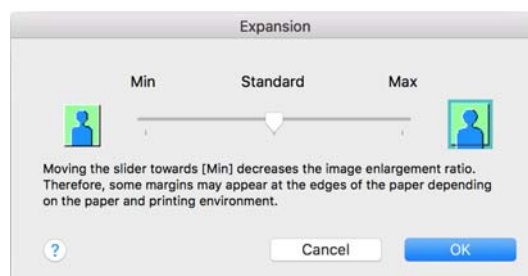 Expansion
Min Standard Max
Moving the slider towards [Min] decreases the image enlargement ratio.
Therefore, some margins may appear at the edges of the paper depending
on the paper and printing environment.
? Cancel OK